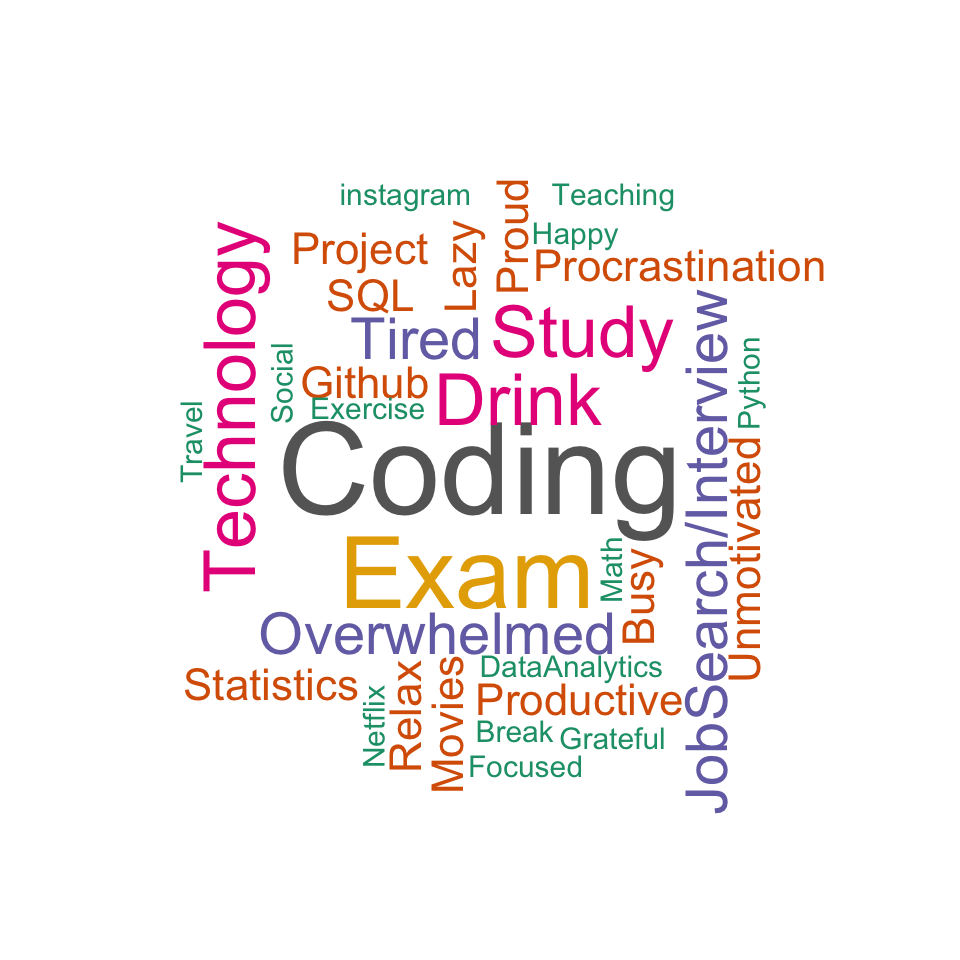 instagram
Teaching
Proud
Happy
Project
Lazy
Procrastination
Technology
SQL
Tired
Study
JobSearch/Interview
Social
Github
Drink
Python
Exercise
Travel
Coding
Unmotivated
Exam
Math
Busy
Overwhelmed
Statistics
Relax
Movies
DataAnalytics
Netflix
Productive
Break
Grateful
Focused